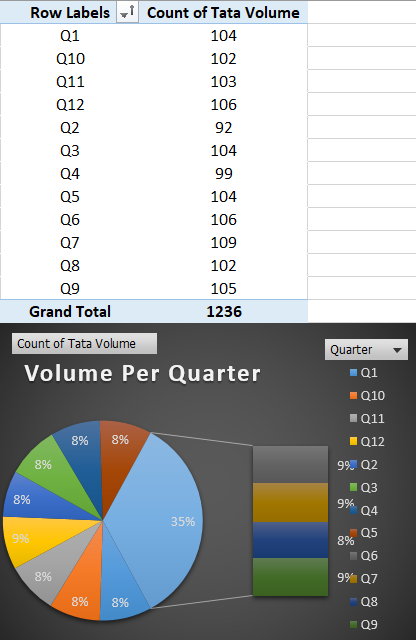 Row Labels Count of Tata Volume
Q1 104
Q10 102
Q11 103
Q12 106
Q2 92
Q3 104
Q4 99
Q5 104
Q6 106
Q7 109
Q8 102
Q9 105
Grand Total 1236
Count of Tata Volume
Quarter
Volume Per Quarter
Q1
Q10
Q11
Q12
Q2
Q3
Q4
Q5
Q6
Q7
Q8
Q9
8%
8%
8%
9%
8%
8%
8%
8%
35%
9%
9%
8%
9%